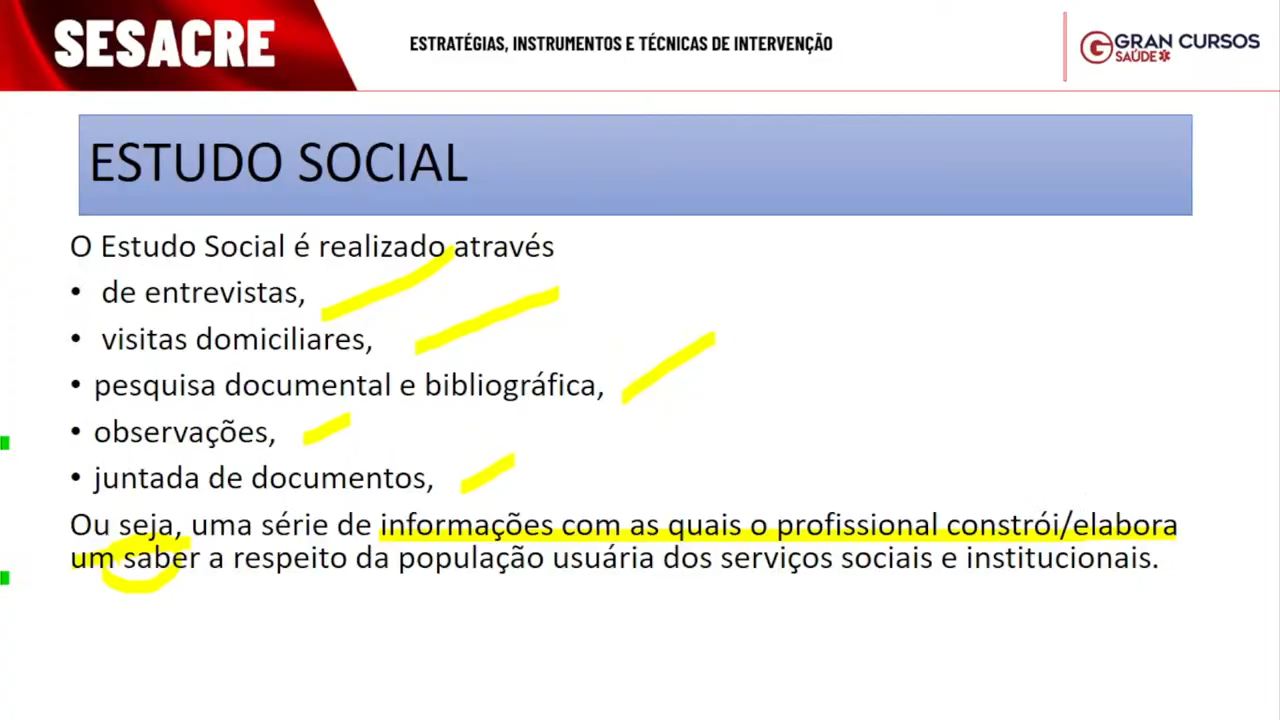 SESACRE
ESTRATÉGIAS, INSTRUMENTOS E TÉCNICAS DE INTERVENÇÃO
GRAN CURSOS
SAÚDE
ESTUDO SOCIAL
O Estudo Social é realizado através
• de entrevistas,
• visitas domiciliares,
• pesquisa documental e bibliográfica,
• observações,
• juntada de documentos,
Ou seja, uma série de informações com as quais o profissional constrói/elabora
um saber a respeito da população usuária dos serviços sociais e institucionais.